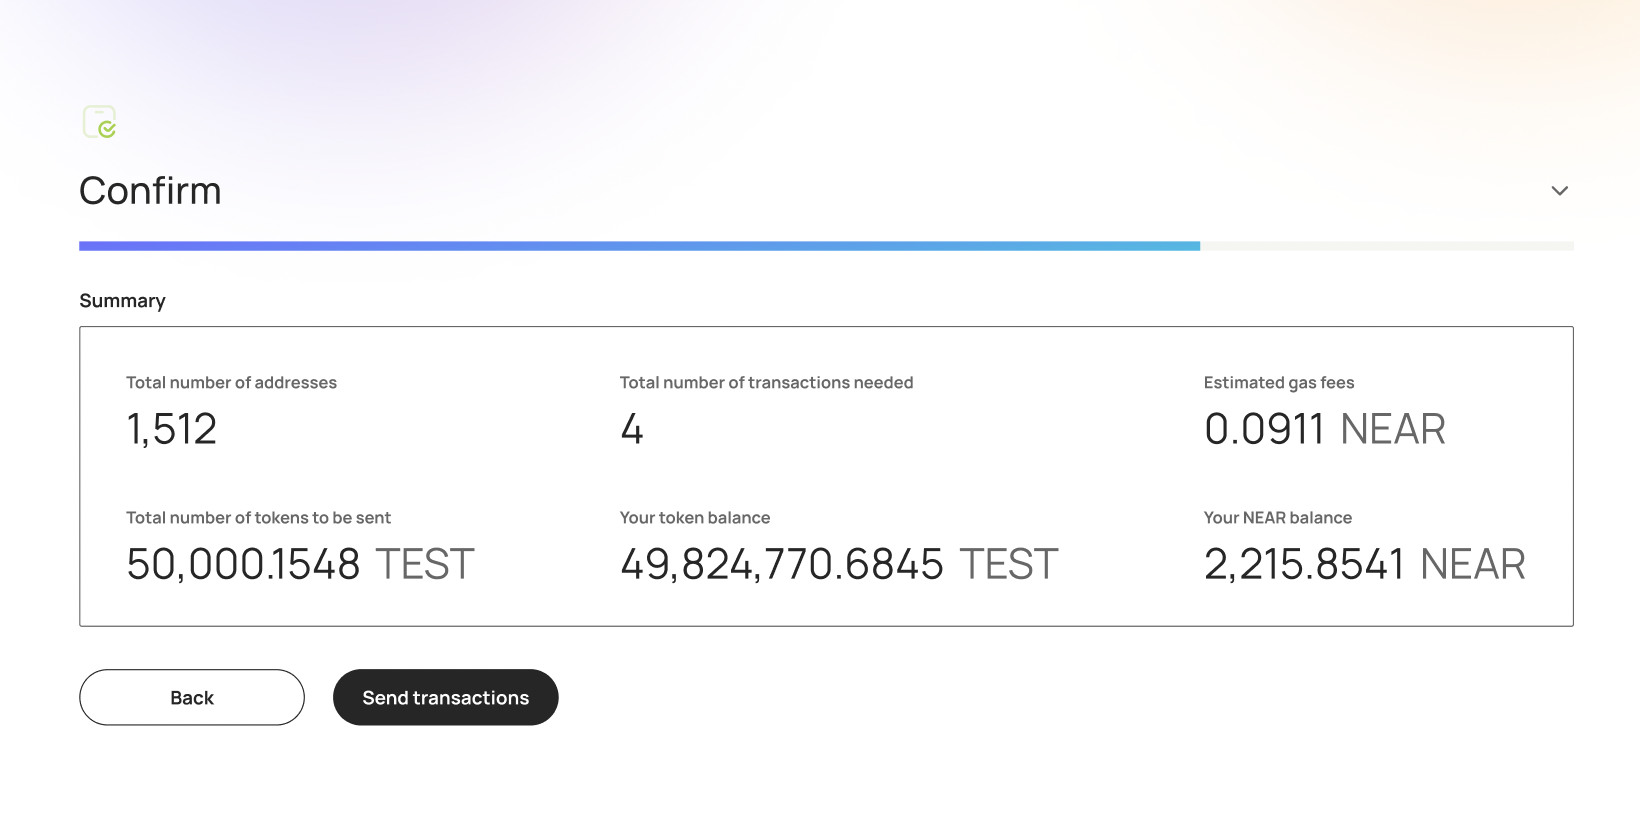 Confirm
Summary
Total number of addresses
1,512
Total number of transactions needed
4
Estimated gas fees
0.0911 NEAR
Total number of tokens to be sent
50,000.1548 TEST
Your token balance
49,824,770.6845 TEST
Your NEAR balance
2,215.8541 NEAR
Back
Send transactions